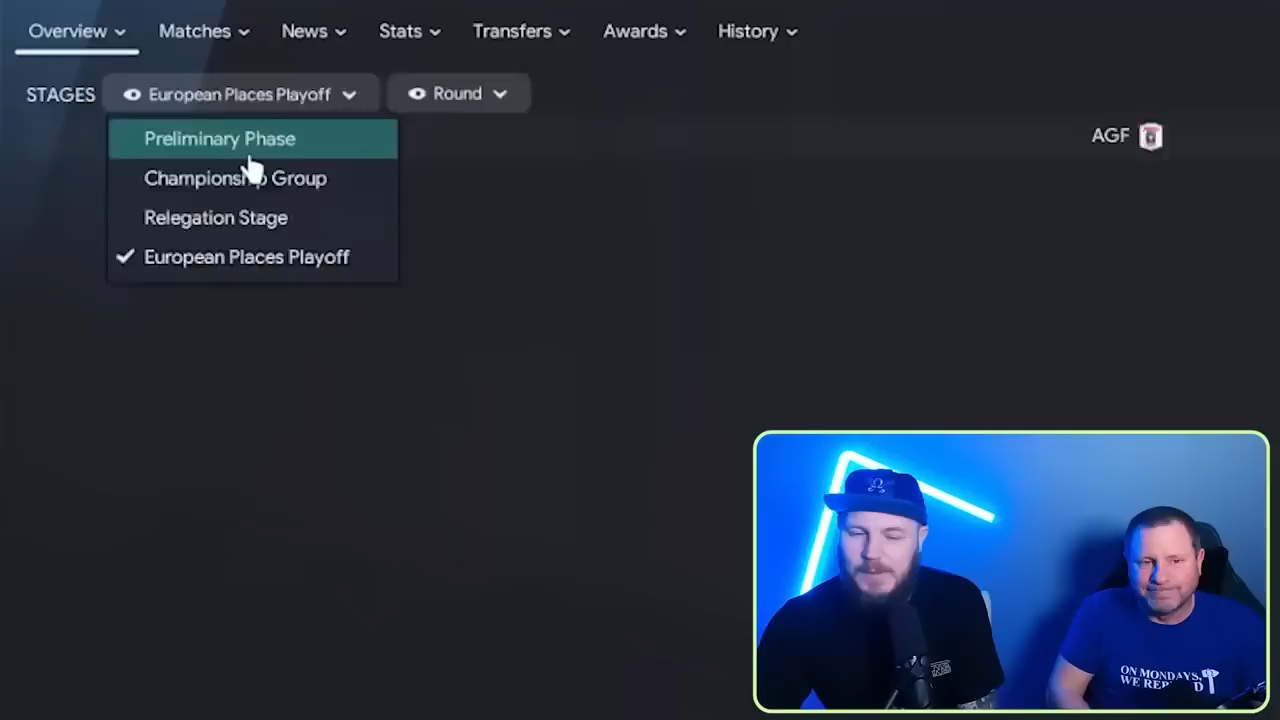 Overview Matches News Stats Transfers Awards History
STAGES European Places Playoff Round
Preliminary Phase
AGF
Championship Group
Relegation Stage
European Places Playoff
ON MONDAYS,
WE